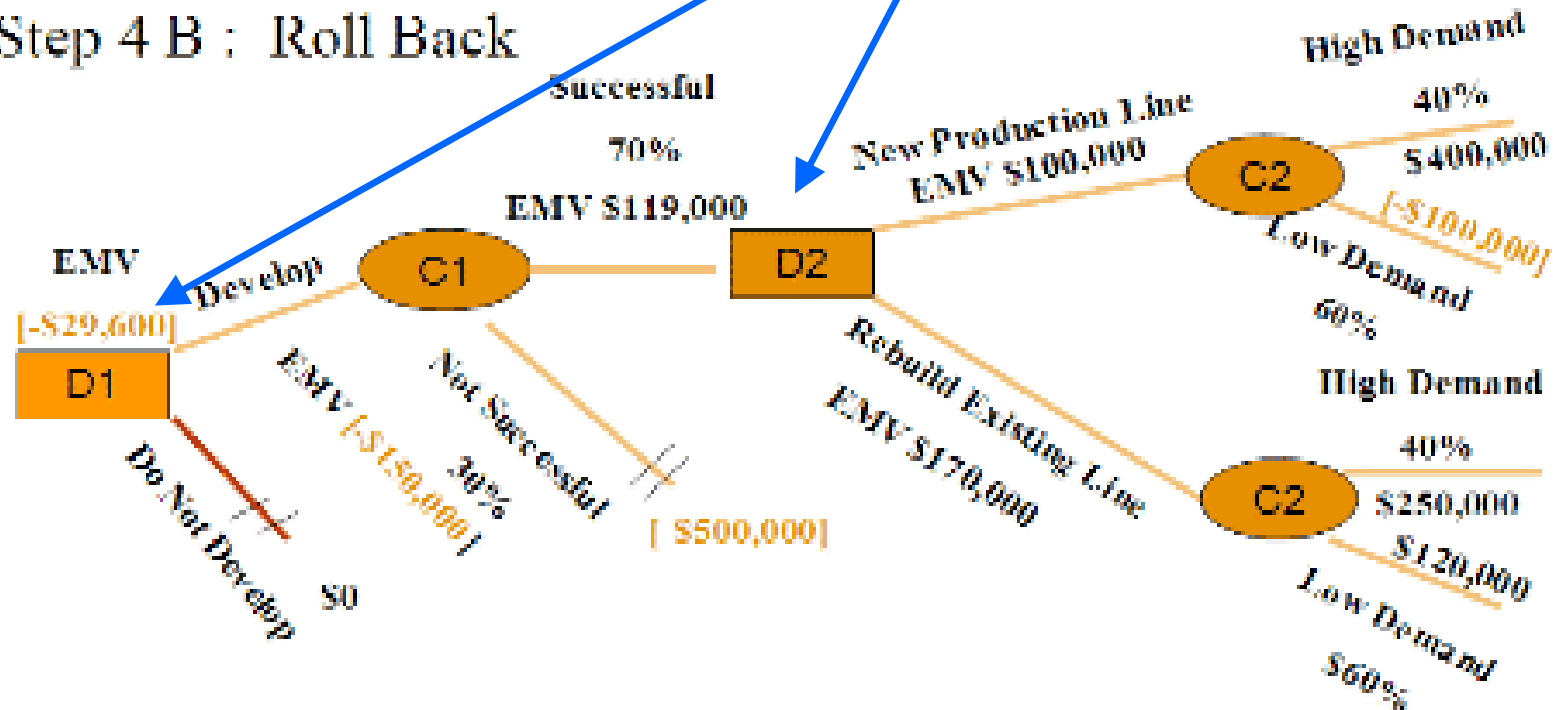 Step 4 B : Roll Back
High Demand
40%
$400,000
Successful
70%
EMV $119,000
New Production Line
EMV $100,000
C2
[-$100,000]
Low Demand
60%
EMV
[-$29,600]
D1
Develop
C1
D2
EMV [-$150,000]
30%
Not Successful
[ $500,000]
Do Not Develop
$0
Rebuild Existing Line
EMV $170,000
High Demand
40%
C2
$250,000
$120,000
Low Demand
$60%